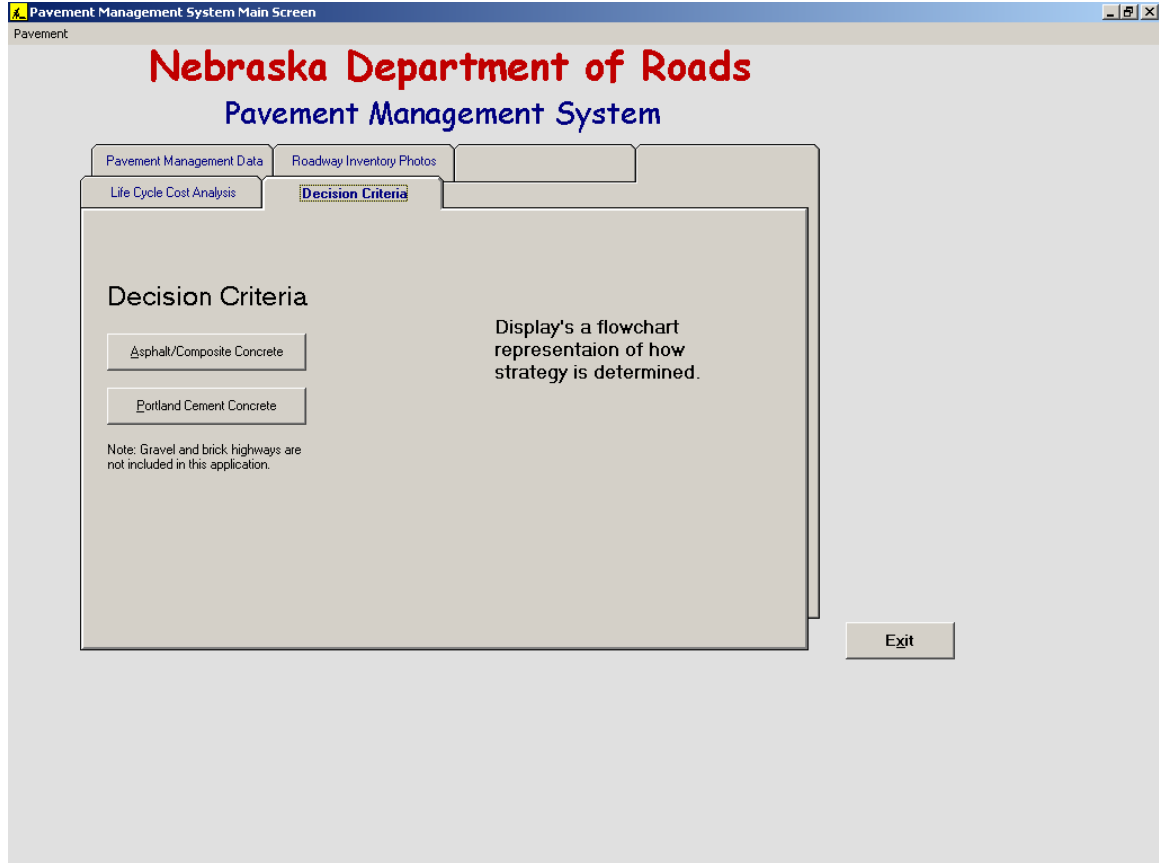 Pavement Management System Main Screen
Pavement
Nebraska Department of Roads
Pavement Management System
Pavement Management Data
Roadway Inventory Photos
Life Cycle Cost Analysis
Decision Criteria
Decision Criteria
Asphalt/Composite Concrete
Portland Cement Concrete
Note: Gravel and brick highways are
not included in this application.
Display's a flowchart
representaion of how
strategy is determined.
Exit